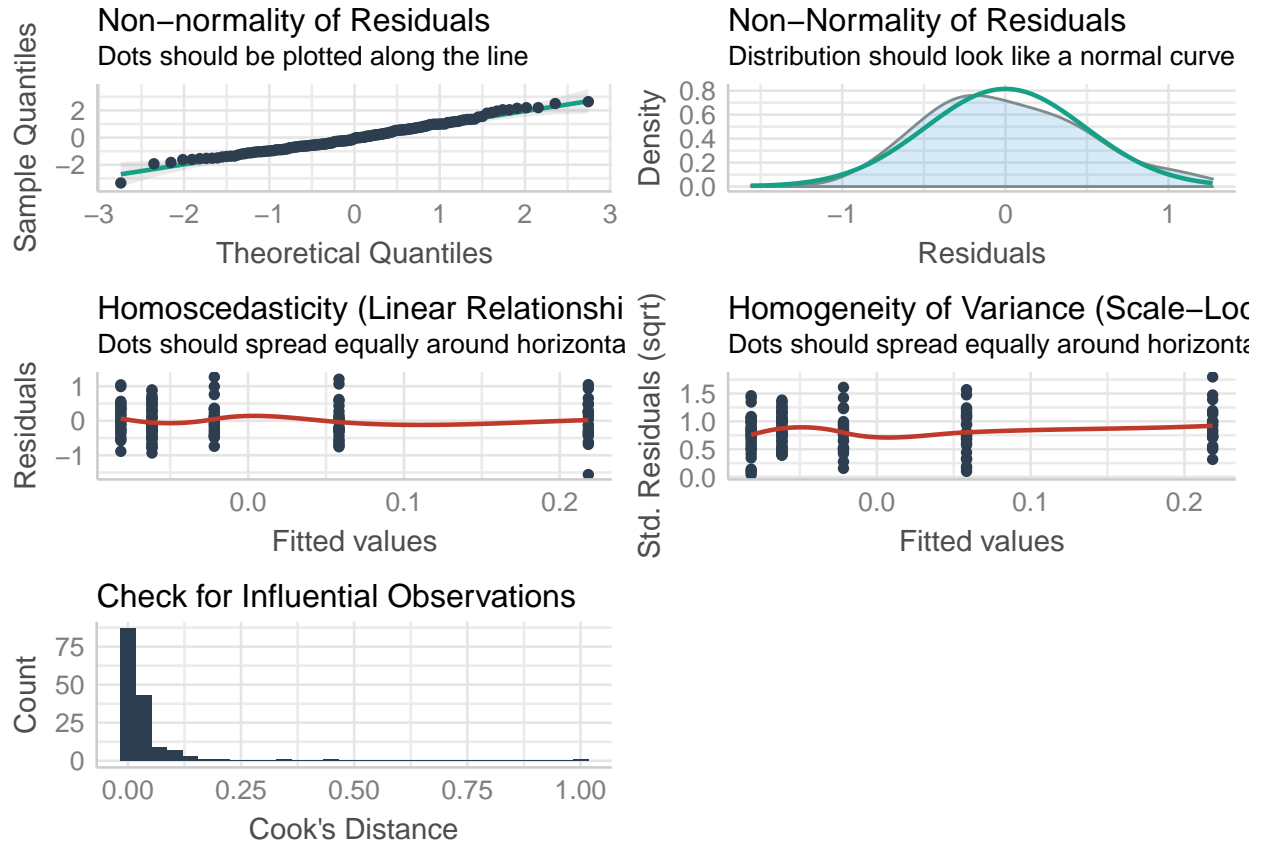 Non−normality of Residuals
Dots should be plotted along the line
Sample Quantiles
2
0
−2
−3 −2 −1 0 1 2 3
Theoretical Quantiles
Non−Normality of Residuals
Distribution should look like a normal curve
Density
0.8
0.6
0.4
0.2
0.0
−1 0 1
Residuals
Homoscedasticity (Linear Relationshi
Dots should spread equally around horizonta
Residuals
1
0
−1
0.0 0.1 0.2
Fitted values
Homogeneity of Variance (Scale−Loc
Dots should spread equally around horizonta
Std. Residuals (sqrt)
1.5
1.0
0.5
0.0
0.0 0.1 0.2
Fitted values
Check for Influential Observations
Count
75
50
25
0
0.00 0.25 0.50 0.75 1.00
Cook's Distance